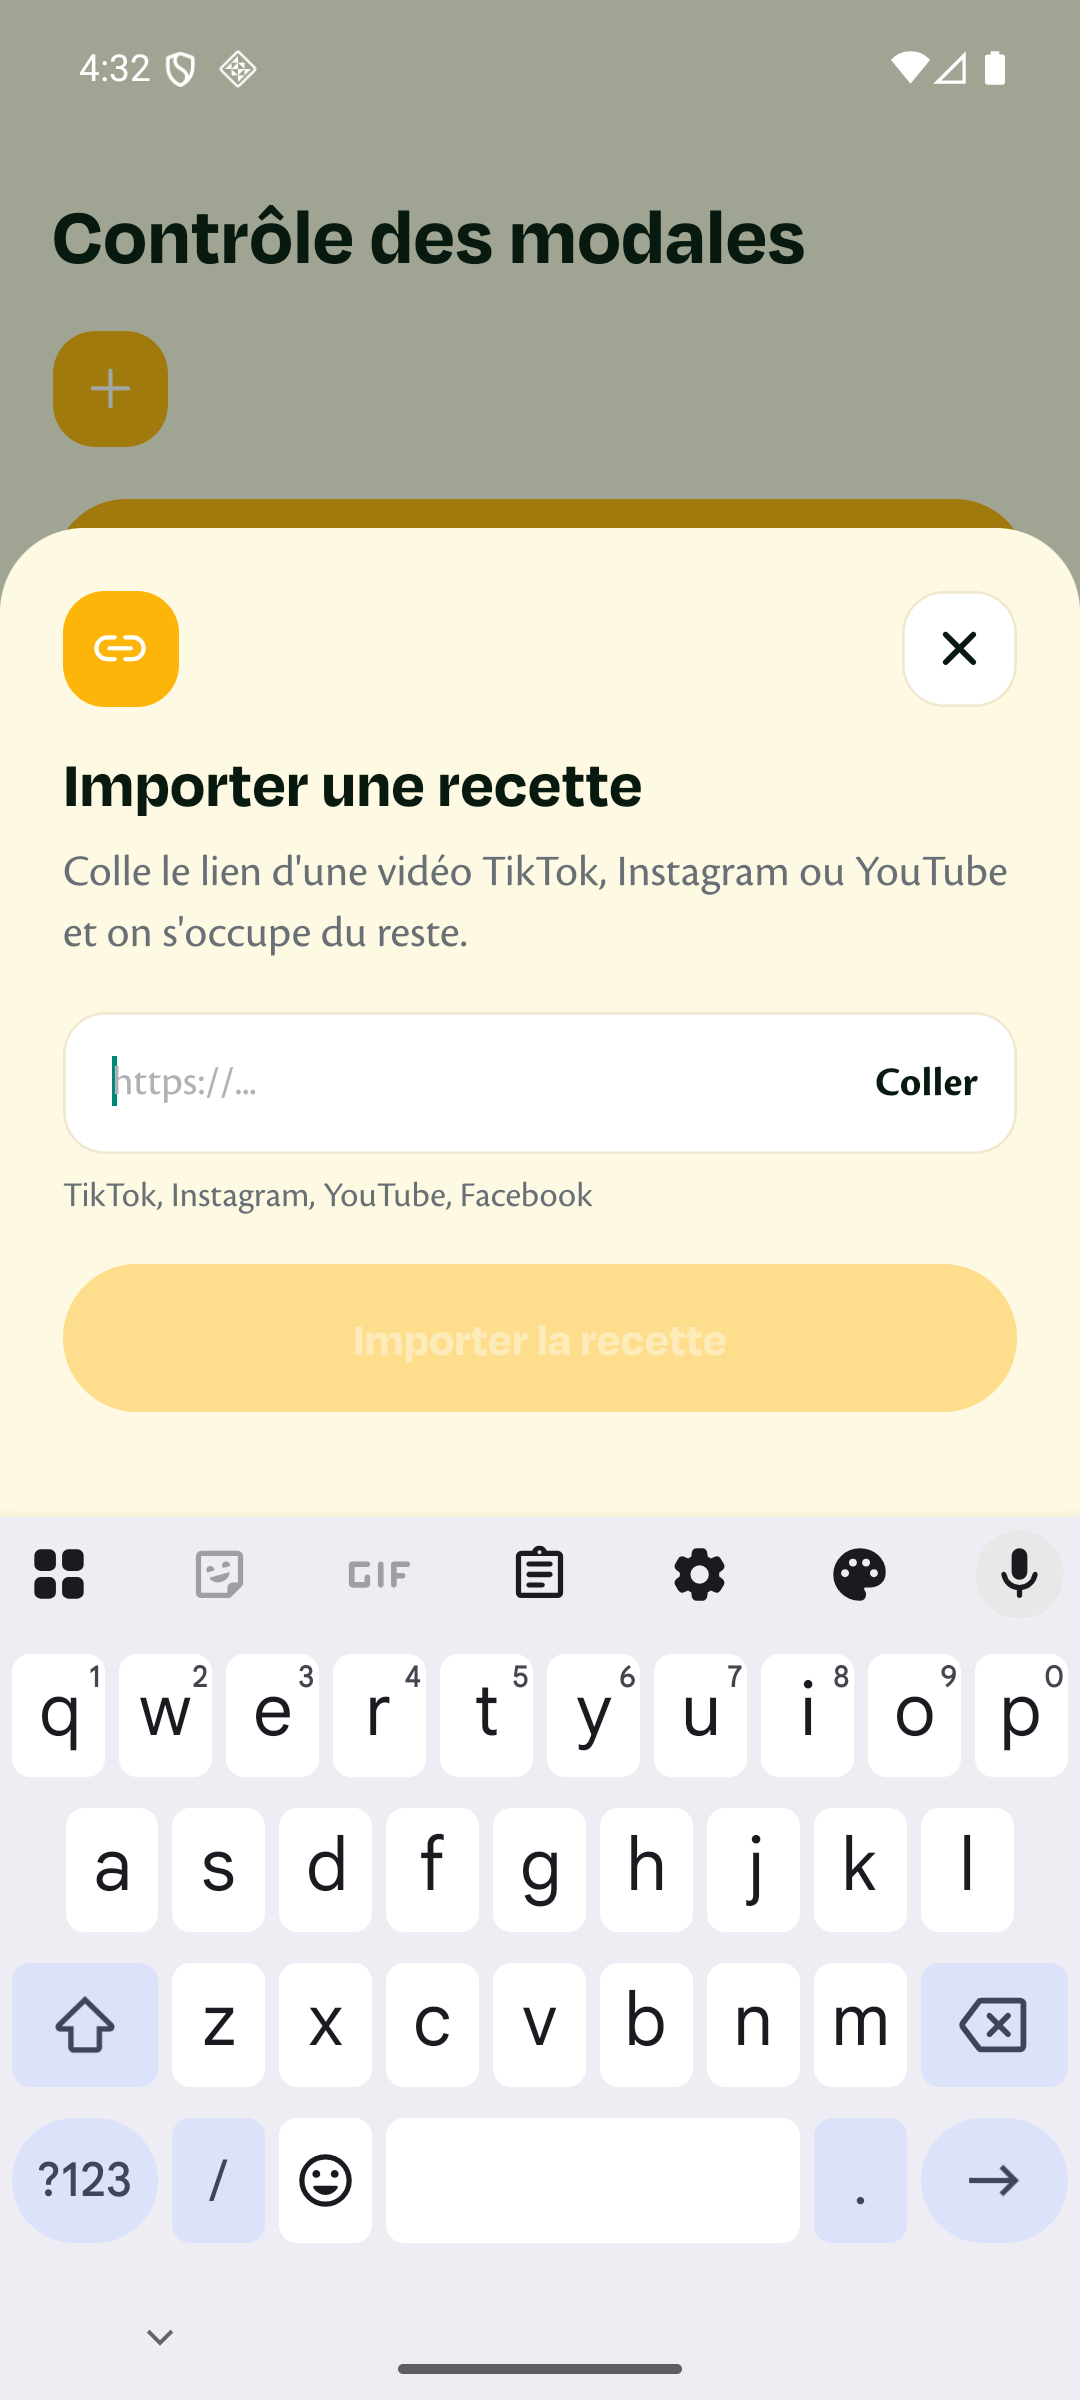 4:32
Contrôle des modales
Importer une recette
Colle le lien d'une vidéo TikTok, Instagram ou YouTube
et on s'occupe du reste.
https://...
Coller
TikTok, Instagram, YouTube, Facebook
Importer la recette
GIF
q1 w2 e3 r4 t5 y6 u7 i8 o9 p0
a s d f g h j k l
z x c v b n m
?123 / .